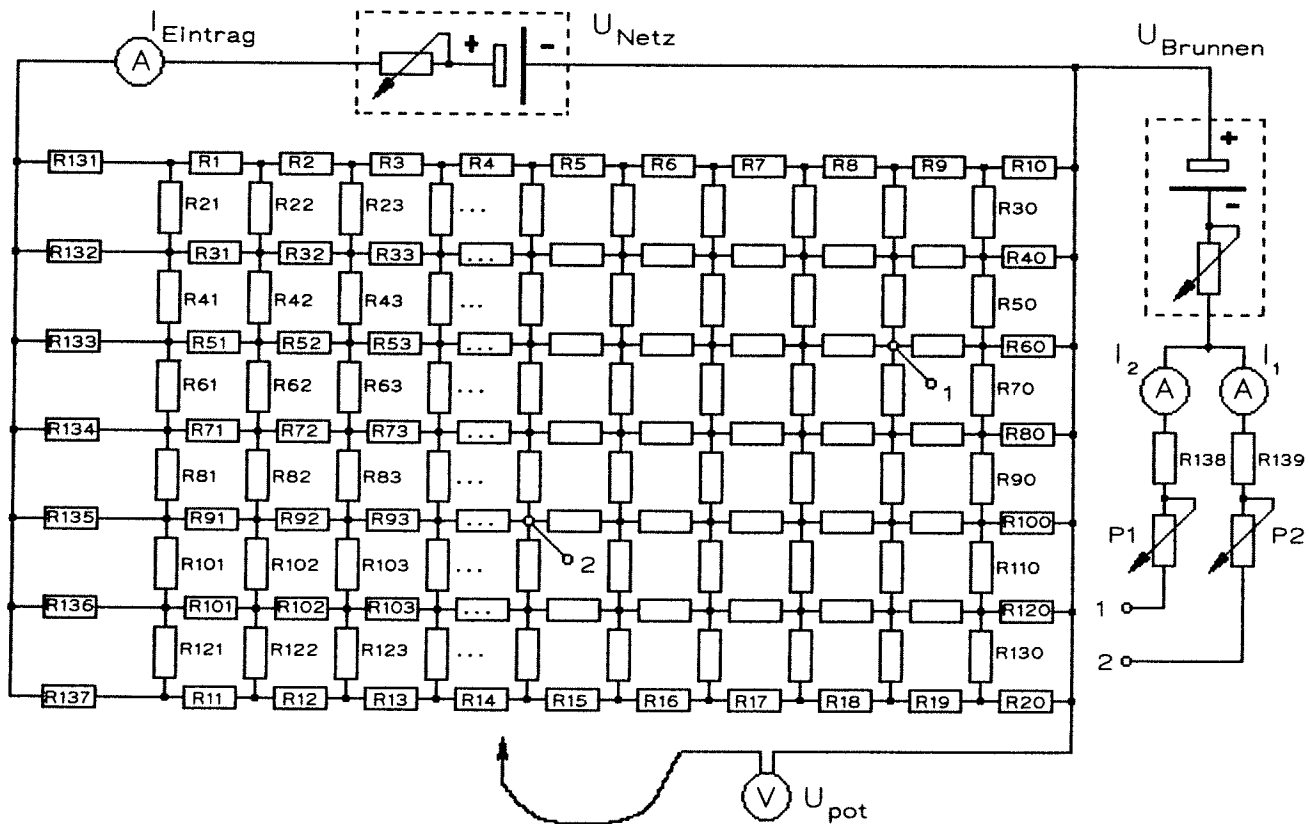 I Eintrag
U Netz
U Brunnen
A + -
R131 R1 R2 R3 R4 R5 R6 R7 R8 R9 R10
+
-
R21 R22 R23 ... R30
R132 R31 R32 R33 ... R40
R41 R42 R43 ... R50
R133 R51 R52 R53 ... R60
I2 I1
A A
R61 R62 R63 ... 1 R70
R134 R71 R72 R73 ... R80
R138 R139
R81 R82 R83 ... R90
R135 R91 R92 R93 ... R100
P1 P2
R101 R102 R103 ... 2 R110
R136 R101 R102 R103 ... R120
1
R121 R122 R123 ... R130
2
R137 R11 R12 R13 R14 R15 R16 R17 R18 R19 R20
V U pot